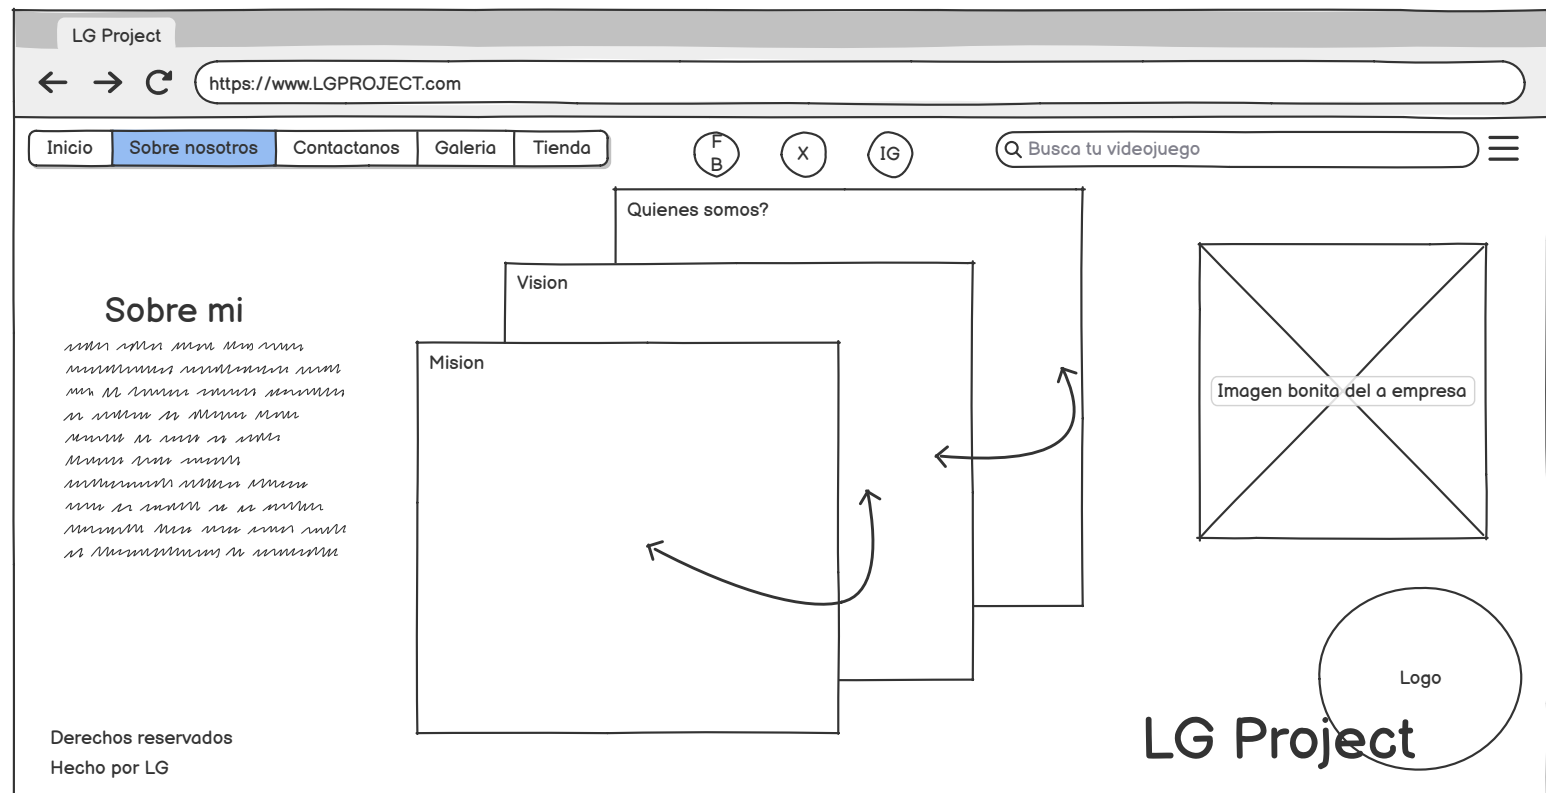 LG Project
https://www.LGPROJECT.com
Inicio
Sobre nosotros
Contactanos
Galeria
Tienda
F
B
X
IG
Busca tu videojuego
Quienes somos?
Vision
Mision
Sobre mi
Imagen bonita del a empresa
Logo
LG Project
Derechos reservados
Hecho por LG